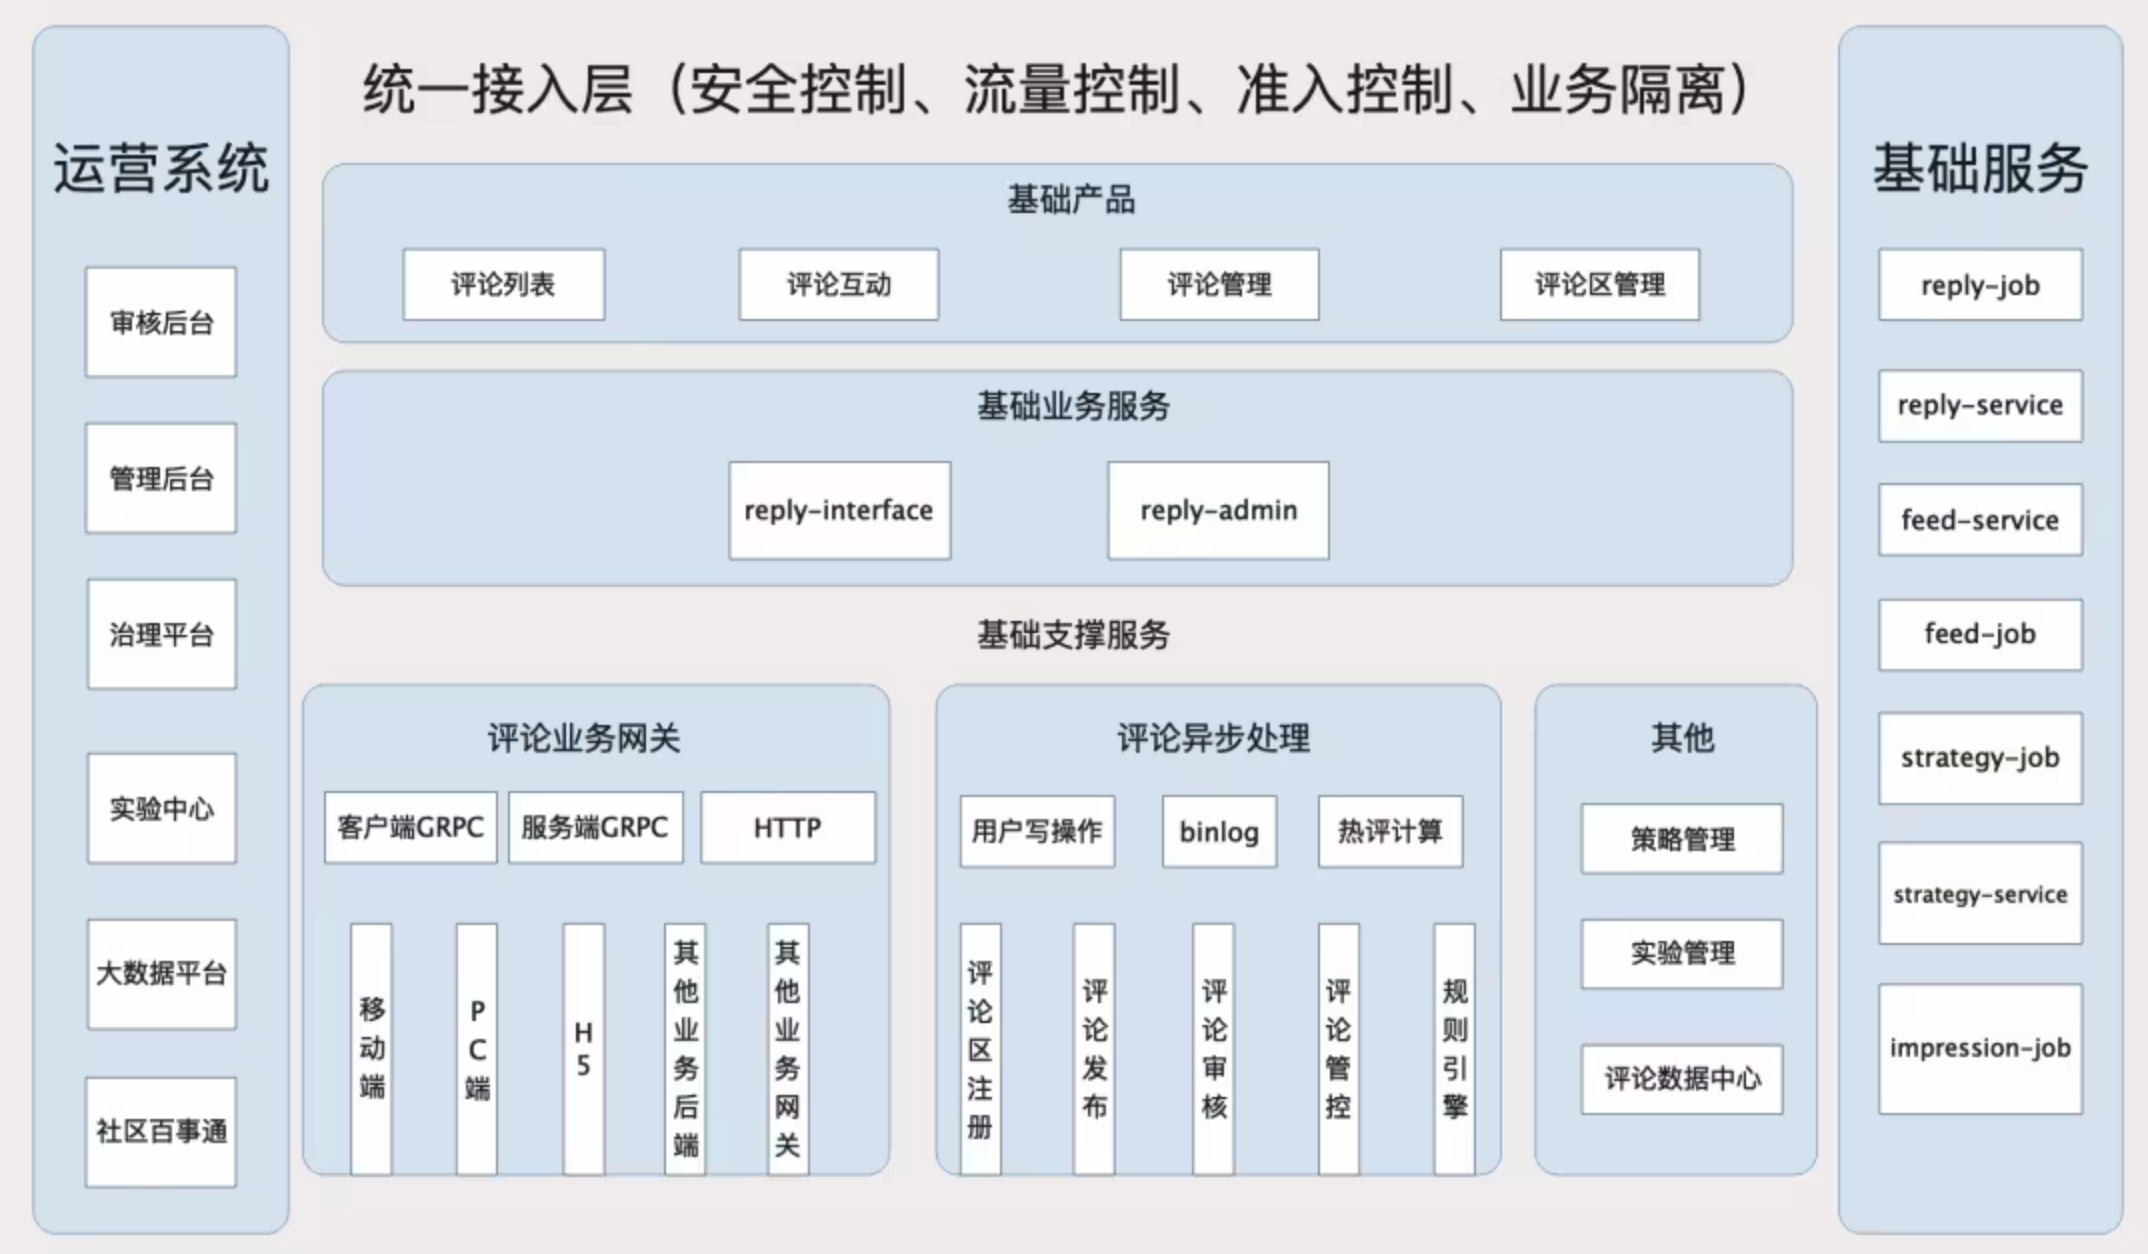 统一接入层（安全控制、流量控制、准入控制、业务隔离）
运营系统
审核后台
管理后台
治理平台
实验中心
大数据平台
社区百事通
基础产品
评论列表
评论互动
评论管理
评论区管理
基础业务服务
reply-interface
reply-admin
基础支撑服务
评论业务网关
客户端GRPC
服务端GRPC
HTTP
移动端
PC端
H5
其他业务后端
其他业务网关
评论异步处理
用户写操作
binlog
热评计算
评论区注册
评论发布
评论审核
评论管控
规则引擎
其他
策略管理
实验管理
评论数据中心
基础服务
reply-job
reply-service
feed-service
feed-job
strategy-job
strategy-service
impression-job